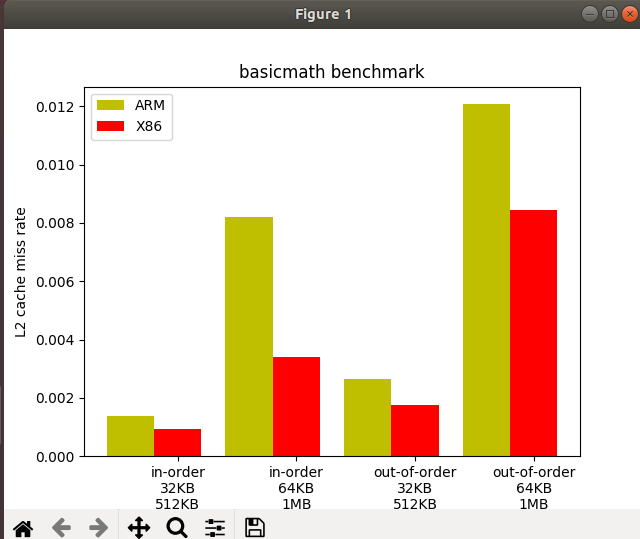 Figure 1
basicmath benchmark
ARM
X86
L2 cache miss rate
0.012
0.010
0.008
0.006
0.004
0.002
0.000
in-order
32KB
512KB
in-order
64KB
1MB
out-of-order
32KB
512KB
out-of-order
64KB
1MB